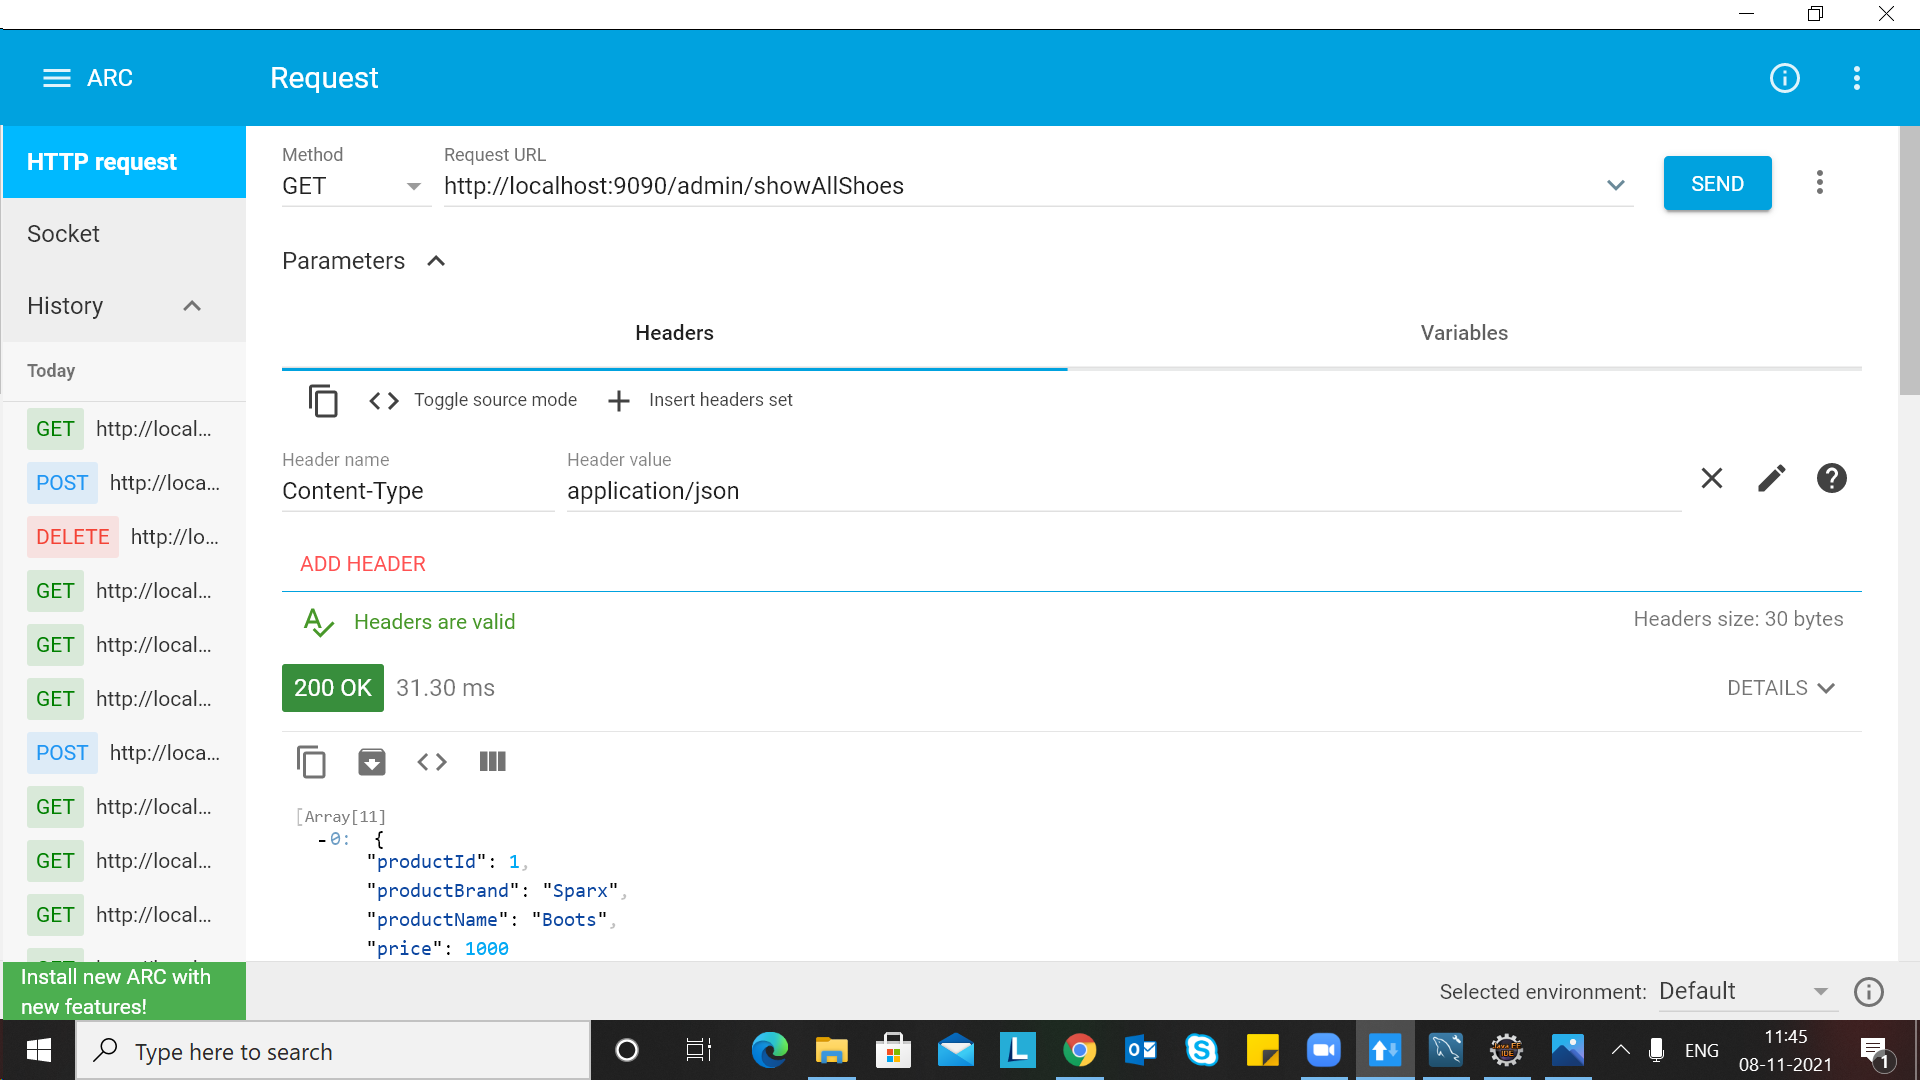 ARC
Request
HTTP request
Socket
History
Today
GET http://local...
POST http://loca...
DELETE http://lo...
GET http://local...
GET http://local...
GET http://local...
POST http://loca...
GET http://local...
GET http://local...
GET http://local...
Install new ARC with
new features!
Method
GET
Request URL
http://localhost:9090/admin/showAllShoes
SEND
Parameters
Headers
Variables
Toggle source mode
Insert headers set
Header name
Content-Type
Header value
application/json
ADD HEADER
Headers are valid
Headers size: 30 bytes
200 OK 31.30 ms
DETAILS
[Array[11]
-0: {
"productId": 1,
"productBrand": "Sparx",
"productName": "Boots",
"price": 1000
Selected environment: Default
Type here to search
ENG
11:45
08-11-2021
1